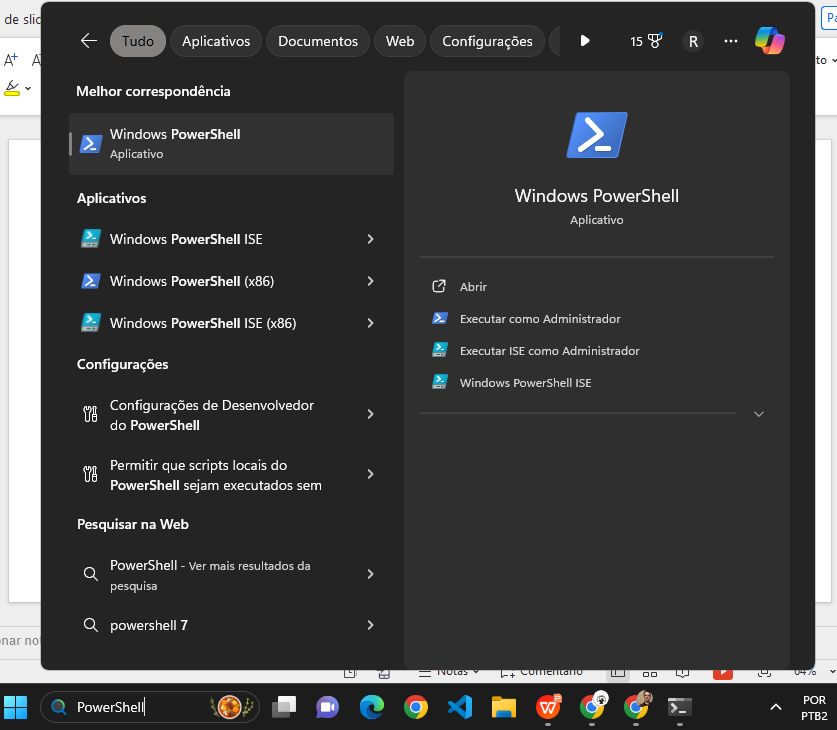 de slid
Tudo
Aplicativos
Documentos
Web
Configurações
15
R
Melhor correspondência
Windows PowerShell
Aplicativo
Aplicativos
Windows PowerShell ISE
Windows PowerShell (x86)
Windows PowerShell ISE (x86)
Configurações
Configurações de Desenvolvedor
do PowerShell
Permitir que scripts locais do
PowerShell sejam executados sem
Pesquisar na Web
PowerShell - Ver mais resultados da
pesquisa
powershell 7
Windows PowerShell
Aplicativo
Abrir
Executar como Administrador
Executar ISE como Administrador
Windows PowerShell ISE
Notas
Comentário
64%
PowerShell
POR
PTB2